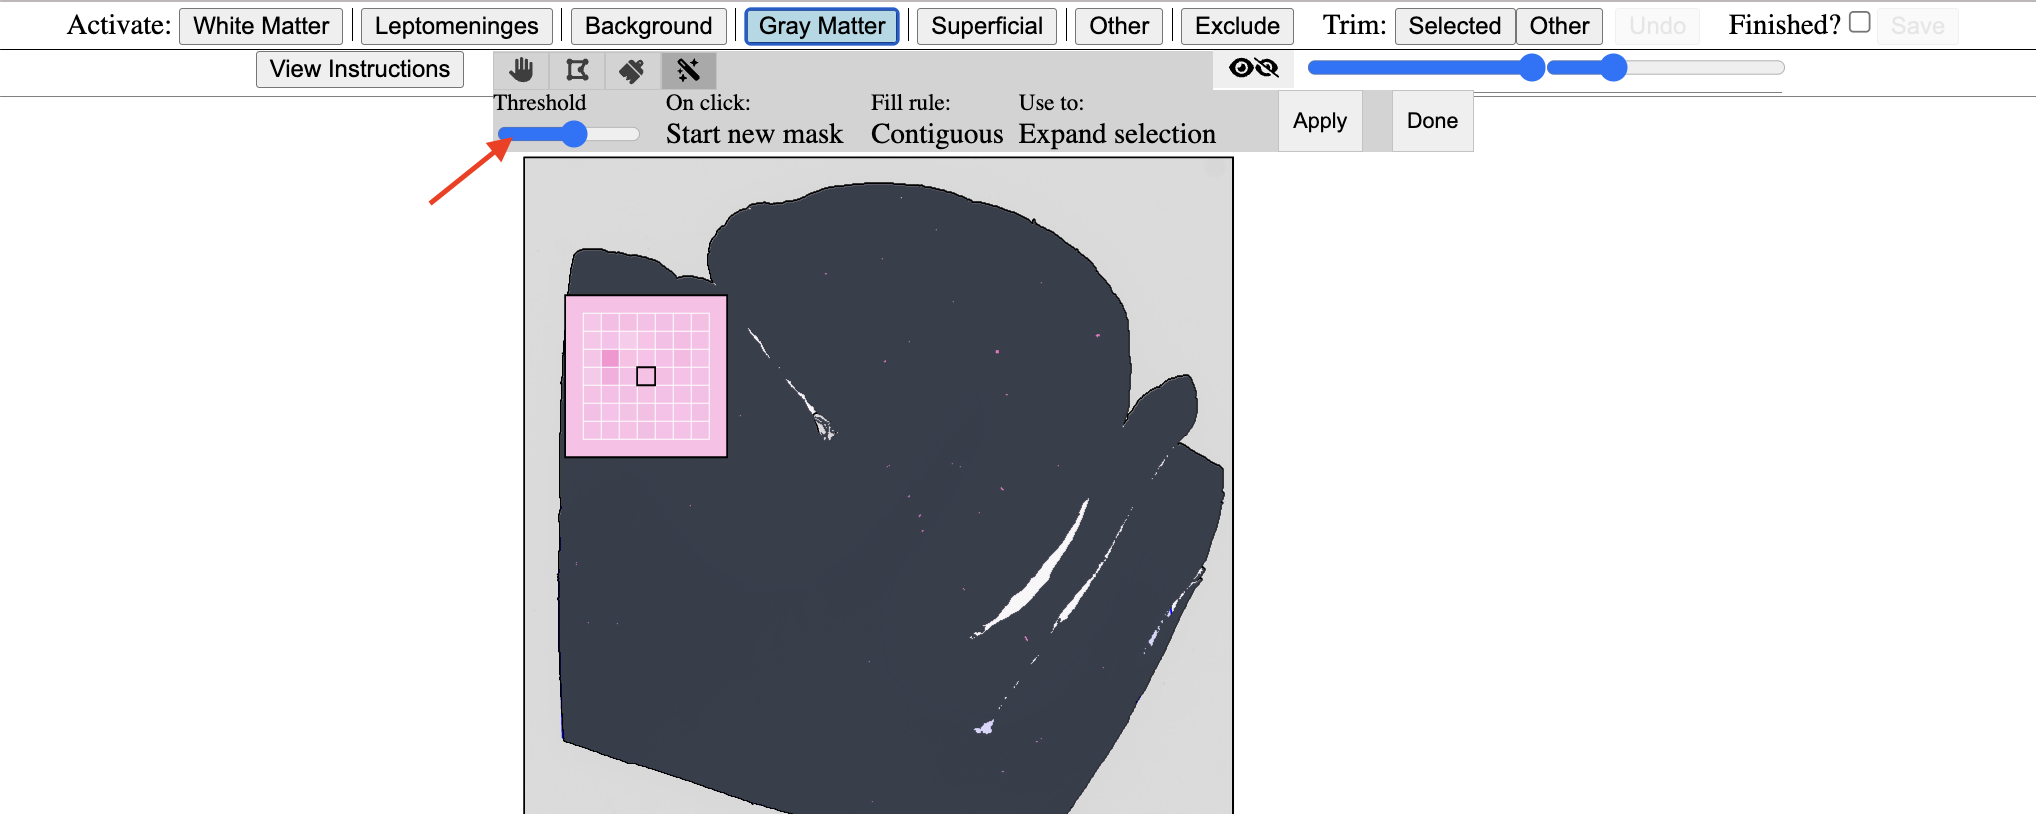 Activate: White Matter Leptomeninges Background Gray Matter Superficial Other Exclude Trim: Selected Other Undo Finished? Save
View Instructions
Threshold On click: Fill rule: Use to:
Start new mask Contiguous Expand selection Apply Done